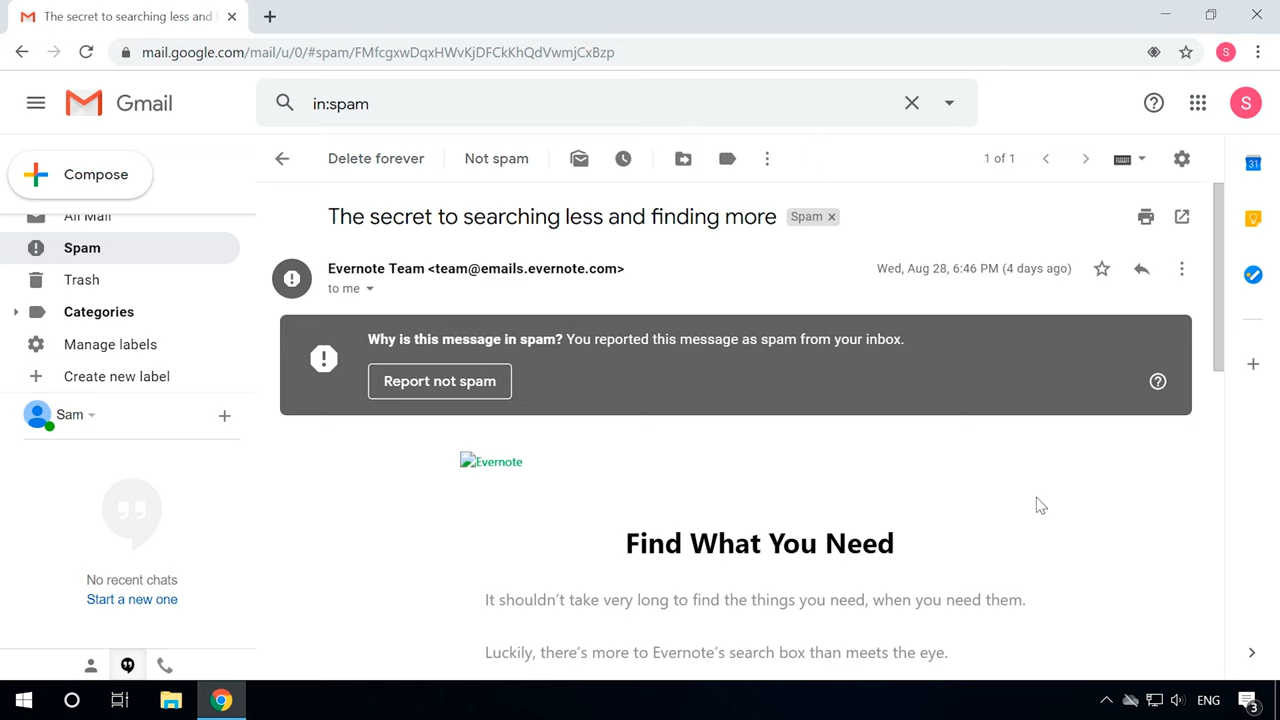 The secret to searching less and
mail.google.com/mail/u/0/#spam/FMfcgxwDqxHWvKjDFCkKhQdVwmjCxBzp
S
Gmail
in:spam
S
Compose
Delete forever
Not spam
1 of 1
31
All Mail
Spam
Trash
Categories
Manage labels
Create new label
Sam
The secret to searching less and finding more
Spam x
Evernote Team <team@emails.evernote.com>
Wed, Aug 28, 6:46 PM (4 days ago)
to me
Why is this message in spam? You reported this message as spam from your inbox.
Report not spam
Evernote
Find What You Need
It shouldn't take very long to find the things you need, when you need them.
Luckily, there's more to Evernote's search box than meets the eye.
No recent chats
Start a new one
ENG
3